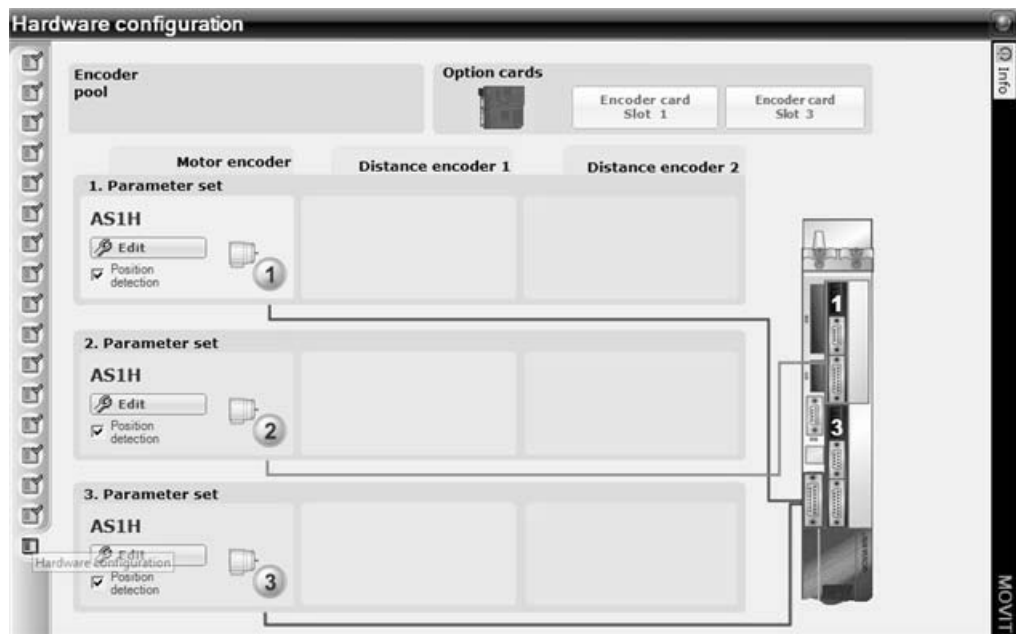 Hardware configuration
Info
Encoder
pool
Option cards
Encoder card
Slot 1
Encoder card
Slot 3
Motor encoder
Distance encoder 1
Distance encoder 2
1. Parameter set
AS1H
Edit
Position
detection
1
2. Parameter set
AS1H
Edit
Position
detection
2
3. Parameter set
AS1H
Edit
Hardware configuration
Position
detection
3
1
3
MOVIT